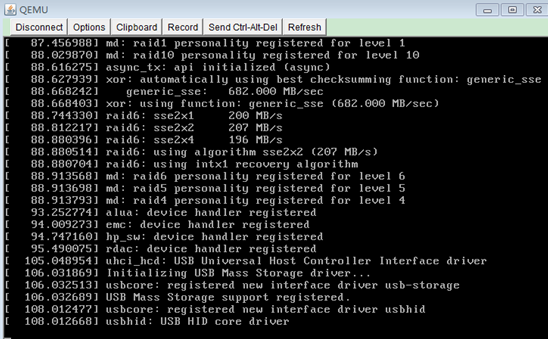 QEMU
Disconnect Options Clipboard Record Send Ctrl-Alt-Del Refresh
[   87.456988] md: raid1 personality registered for level 1
[   88.029870] md: raid10 personality registered for level 10
[   88.616275] async_tx: api initialized (async)
[   88.627939] xor: automatically using best checksumming function: generic_sse
[   88.668242]    generic_sse:   682.000 MB/sec
[   88.668403] xor: using function: generic_sse (682.000 MB/sec)
[   88.744330] raid6: sse2x1     200 MB/s
[   88.812217] raid6: sse2x2     207 MB/s
[   88.880396] raid6: sse2x4     196 MB/s
[   88.880514] raid6: using algorithm sse2x2 (207 MB/s)
[   88.880704] raid6: using intx1 recovery algorithm
[   88.913568] md: raid6 personality registered for level 6
[   88.913698] md: raid5 personality registered for level 5
[   88.913793] md: raid4 personality registered for level 4
[   93.252774] alua: device handler registered
[   94.009273] emc: device handler registered
[   94.747160] hp_sw: device handler registered
[   95.490075] rdac: device handler registered
[  105.048954] uhci_hcd: USB Universal Host Controller Interface driver
[  106.031869] Initializing USB Mass Storage driver...
[  106.032513] usbcore: registered new interface driver usb-storage
[  106.032689] USB Mass Storage support registered.
[  108.012477] usbcore: registered new interface driver usbhid
[  108.012668] usbhid: USB HID core driver